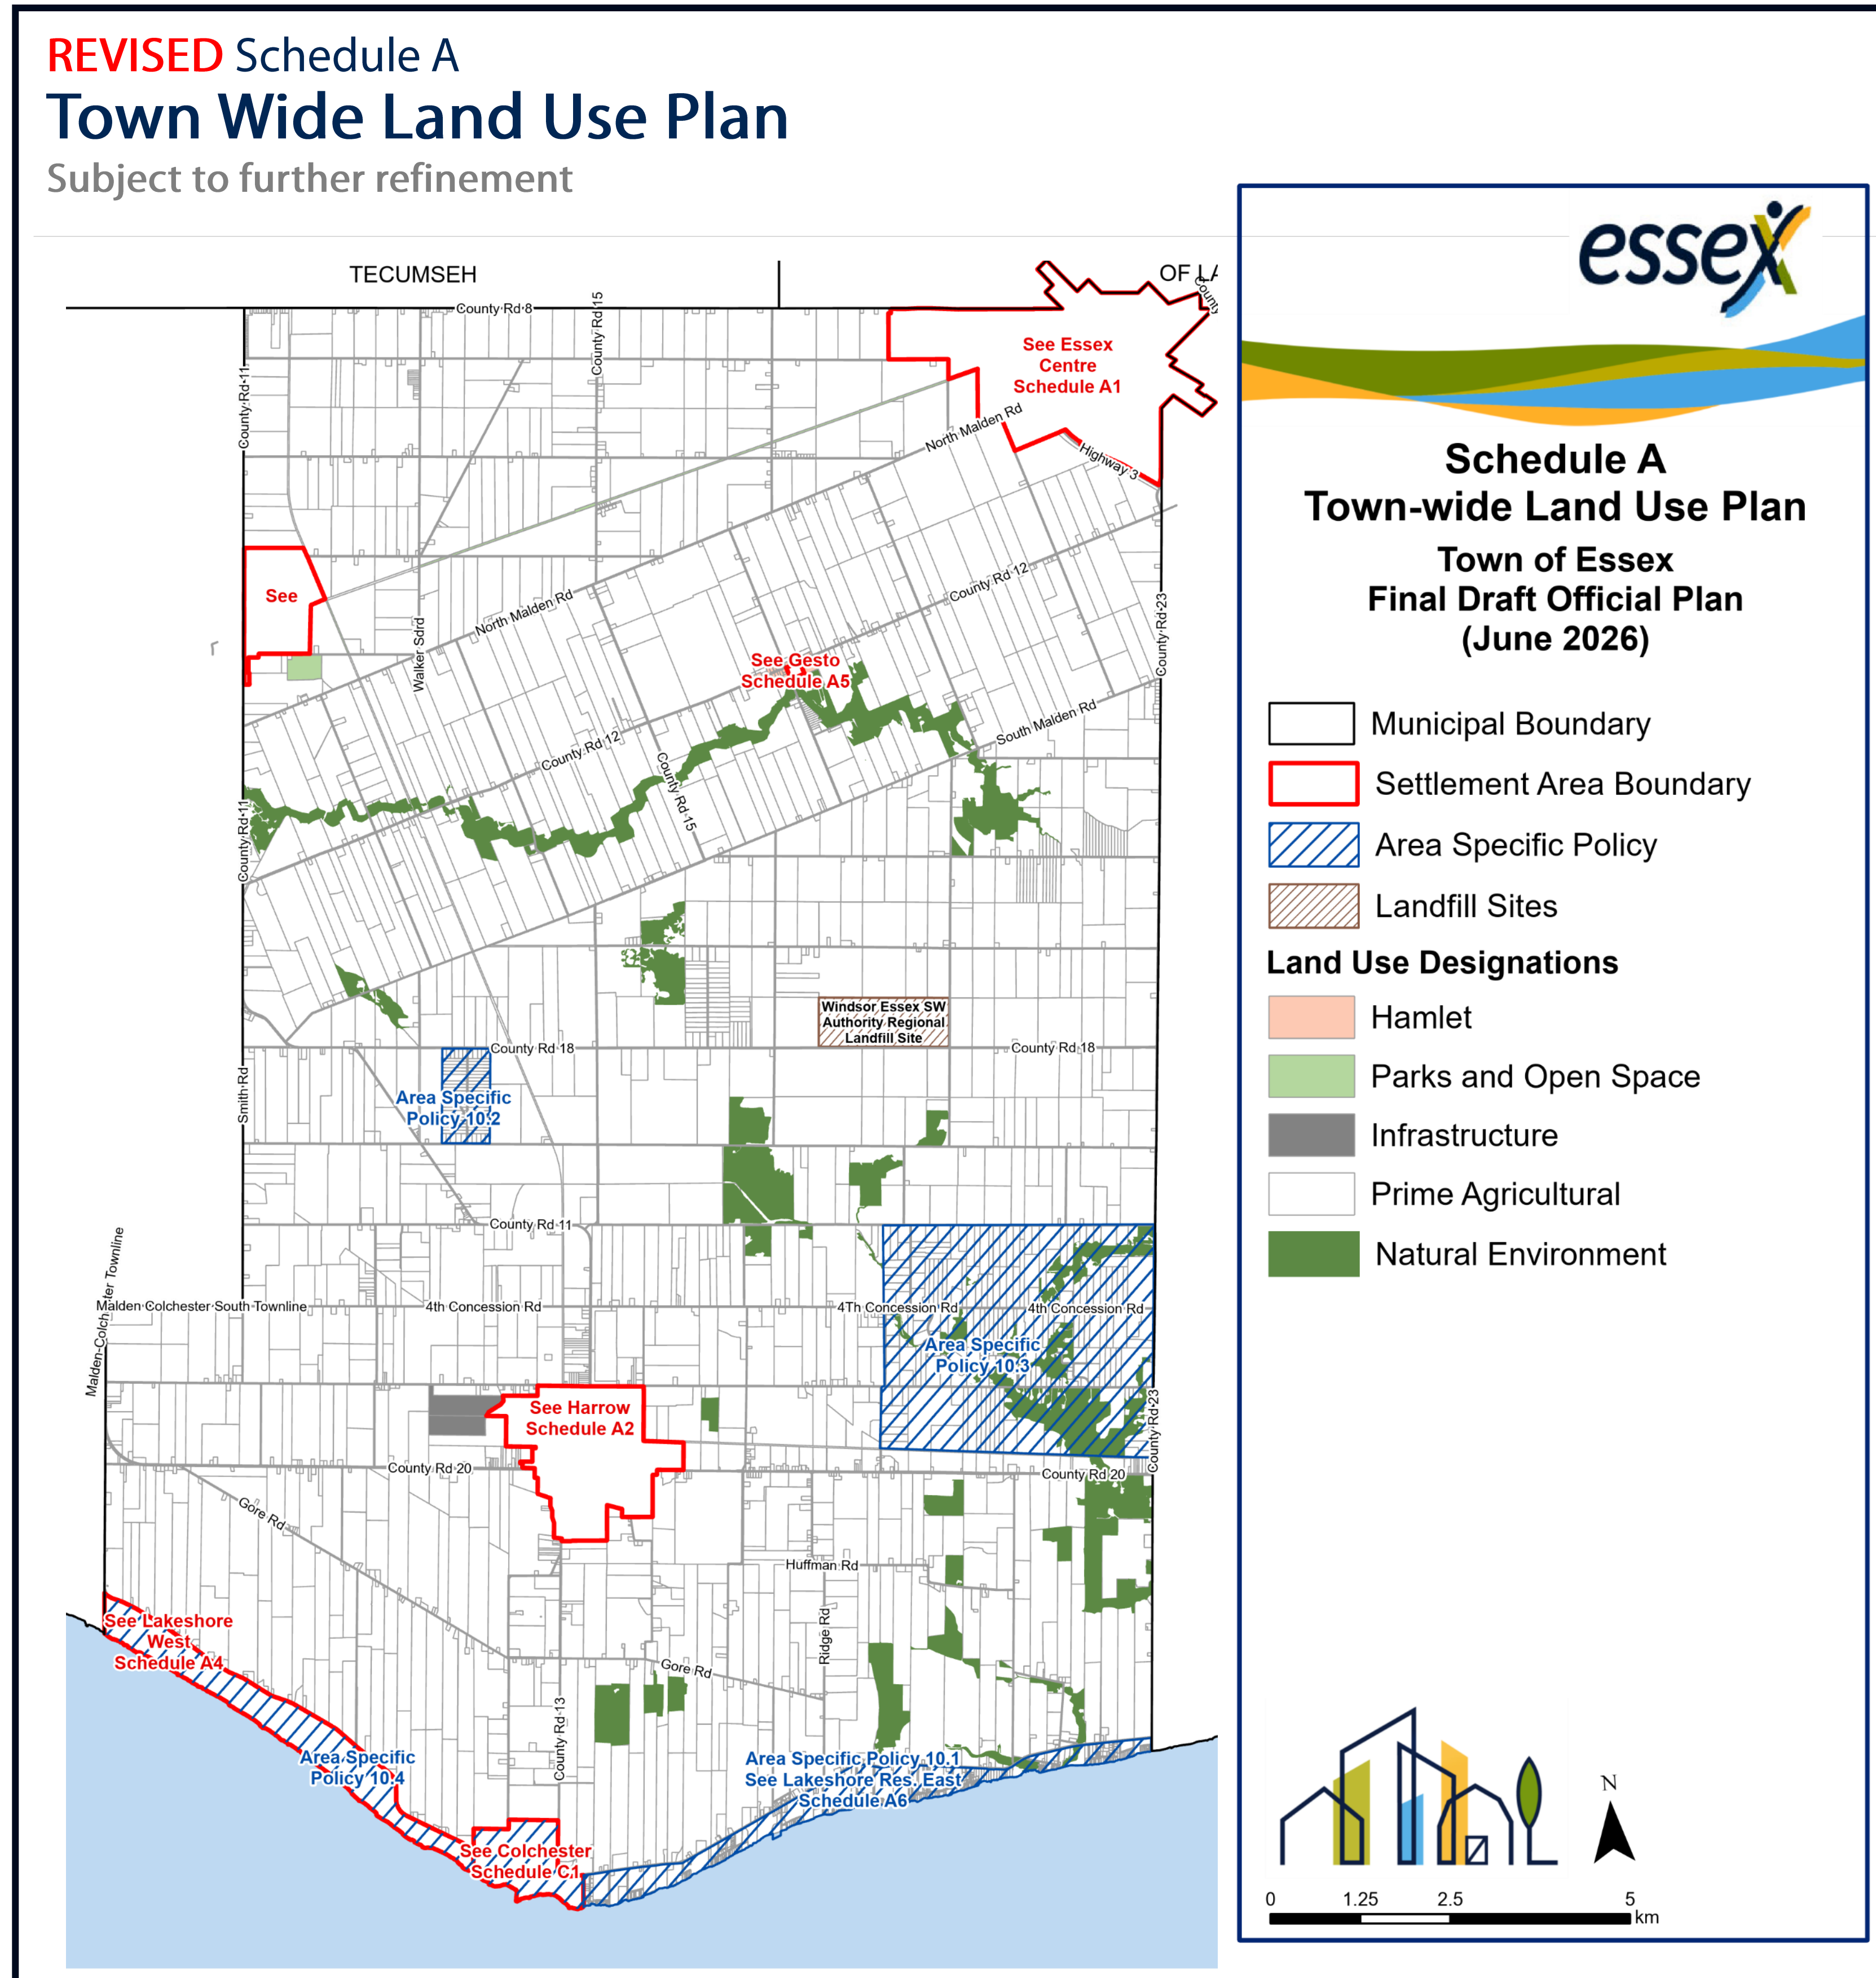 REVISED Schedule A
Town Wide Land Use Plan
Subject to further refinement
essex
TECUMSEH
OF LA
County Rd 8
County Rd 15
County Rd 11
See Essex
Centre
Schedule A1
North Malden Rd
Highway 3
See
Walker Sdrd
North Malden Rd
County Rd 12
County Rd 23
See Gesto
Schedule A5
South Malden Rd
County Rd 12
County Rd 15
County Rd 11
Windsor Essex SW
Authority Regional
Landfill Site
County Rd 18
County Rd 18
Smith Rd
Area Specific
Policy 10.2
County Rd 11
Malden-Colchester Townline
Malden Colchester South Townline
4th Concession Rd
4Th Concession Rd
4th Concession Rd
Area Specific
Policy 10.3
See Harrow
Schedule A2
County Rd 23
County Rd 20
County Rd 20
Gore Rd
Huffman Rd
Ridge Rd
See Lakeshore
West
Schedule A4
Gore Rd
County Rd 13
Area Specific
Policy 10.4
Area Specific Policy 10.1
See Lakeshore Res. East
Schedule A6
See Colchester
Schedule C1
Schedule A
Town-wide Land Use Plan
Town of Essex
Final Draft Official Plan
(June 2026)
Municipal Boundary
Settlement Area Boundary
Area Specific Policy
Landfill Sites
Land Use Designations
Hamlet
Parks and Open Space
Infrastructure
Prime Agricultural
Natural Environment
N
0 1.25 2.5 5
km